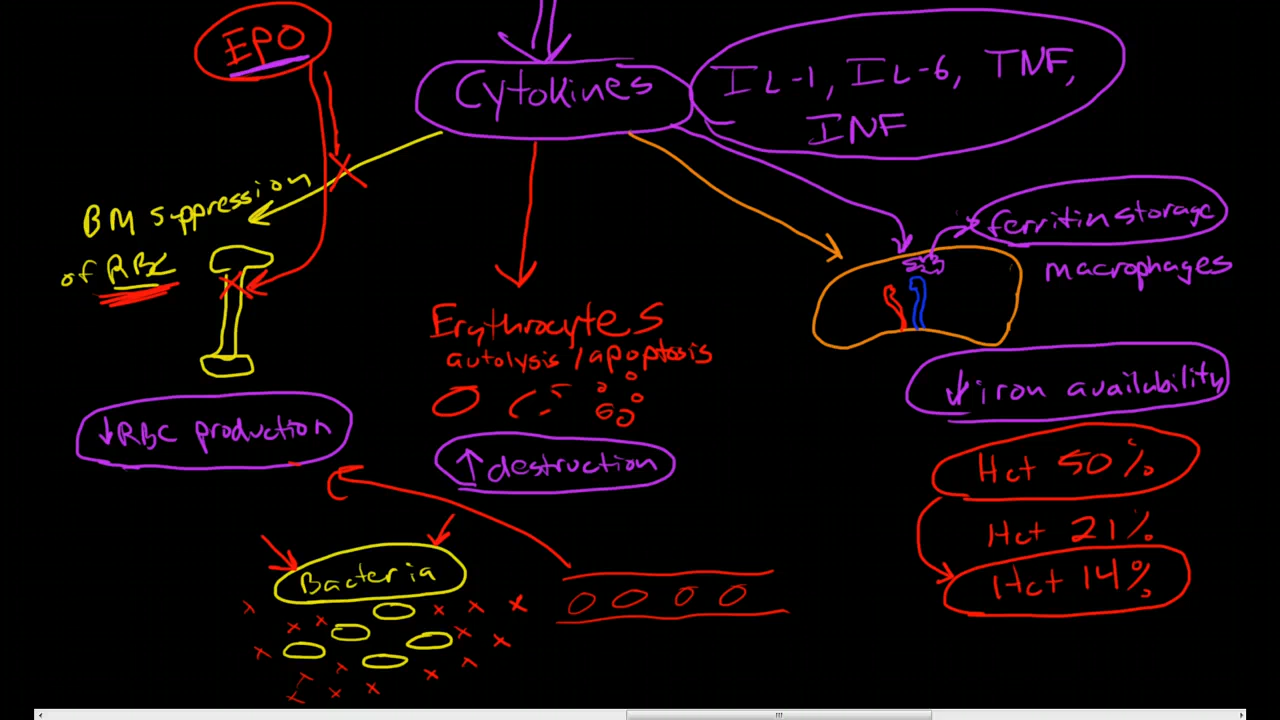 EPO
Cytokines
IL-1, IL-6, TNF,
INF
BM suppression
of RBC
ferritin storage
macrophages
Erythrocytes
autolysis / apoptosis
↓ iron availability
↓RBC production
↑ destruction
Hct 50%
Hct 21%
Hct 14%
Bacteria